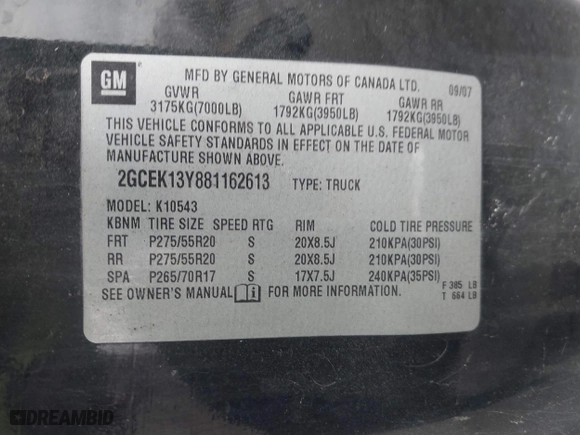 GM
MFD BY GENERAL MOTORS OF CANADA LTD.
09/07
GVWR GAWR FRT GAWR RR
3175KG(7000LB) 1792KG(3950LB) 1792KG(3950LB)
THIS VEHICLE CONFORMS TO ALL APPLICABLE U.S. FEDERAL MOTOR
VEHICLE SAFETY STANDARDS IN EFFECT ON THE DATE OF
MANUFACTURE SHOWN ABOVE.
2GCEK13Y881162613 TYPE: TRUCK
MODEL: K10543
KBNM TIRE SIZE SPEED RTG RIM COLD TIRE PRESSURE
FRT P275/55R20 S 20X8.5J 210KPA(30PSI)
RR P275/55R20 S 20X8.5J 210KPA(30PSI)
SPA P265/70R17 S 17X7.5J 240KPA(35PSI)
SEE OWNER'S MANUAL i FOR MORE INFORMATION.
F 385 LB
T 664 LB
DREAMBID